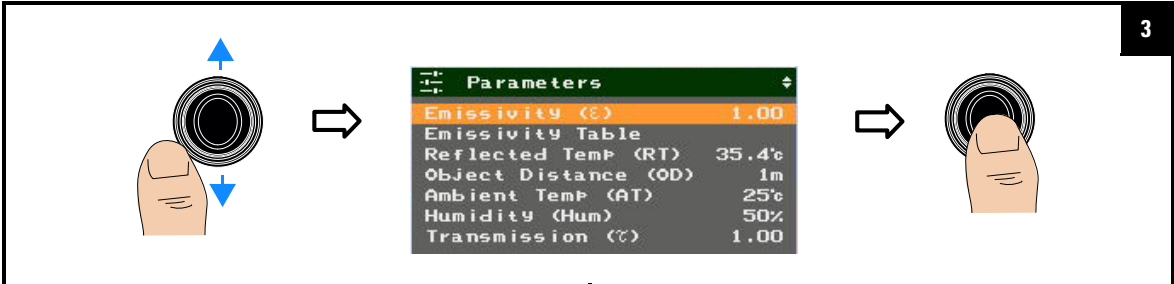 3
Parameters
Emissivity (ε) 1.00
Emissivity Table
Reflected Temp (RT) 35.4℃
Object Distance (OD) 1m
Ambient Temp (AT) 25℃
Humidity (Hum) 50%
Transmission (τ) 1.00